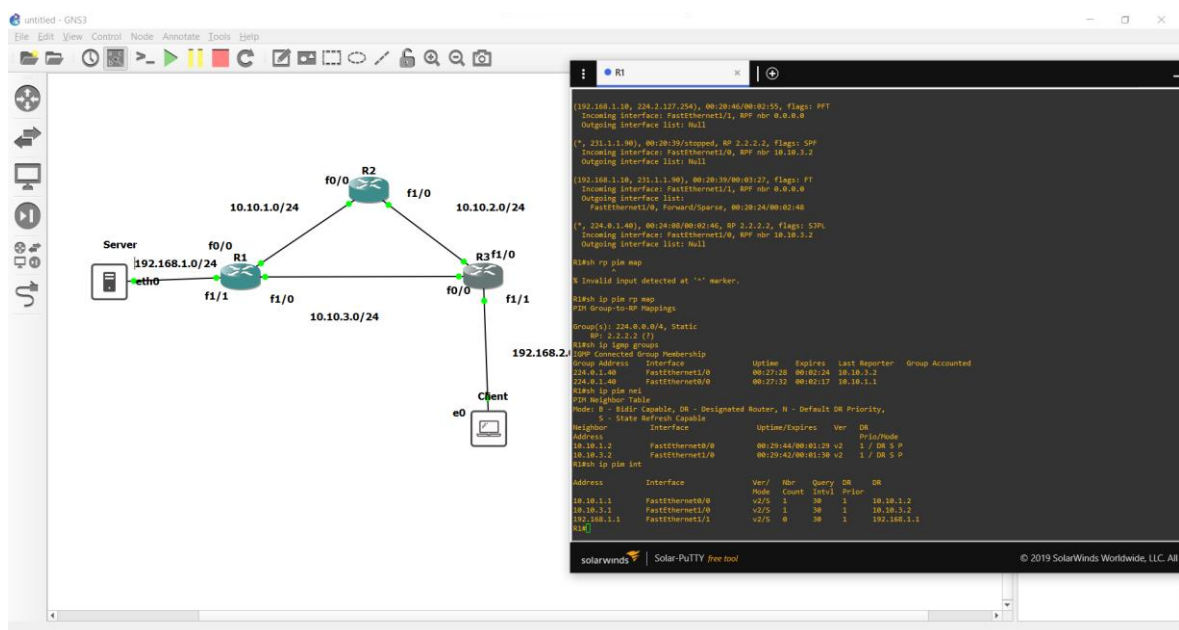 untitled - GNS3
File Edit View Control Node Annotate Tools Help
R2
f0/0
f1/0
10.10.1.0/24
10.10.2.0/24
Server
f0/0
R1
R3 f1/0
192.168.1.0/24
eth0
f1/1
f1/0
f0/0
f1/1
10.10.3.0/24
192.168.2.
Client
e0
R1
(192.168.1.10, 224.2.127.254), 00:20:46/00:02:55, flags: PFT
Incoming interface: FastEthernet1/1, RPF nbr 0.0.0.0
Outgoing interface list: Null
(*, 231.1.1.90), 00:20:39/stopped, RP 2.2.2.2, flags: SPF
Incoming interface: FastEthernet1/0, RPF nbr 10.10.3.2
Outgoing interface list: Null
(192.168.1.10, 231.1.1.90), 00:20:39/00:03:27, flags: FT
Incoming interface: FastEthernet1/1, RPF nbr 0.0.0.0
Outgoing interface list:
FastEthernet1/0, Forward/Sparse, 00:20:24/00:02:48
(*, 224.0.1.40), 00:24:08/00:02:46, RP 2.2.2.2, flags: SJPL
Incoming interface: FastEthernet1/0, RPF nbr 10.10.3.2
Outgoing interface list: Null
R1#sh rp pim map
^
% Invalid input detected at '^' marker.
R1#sh ip pim rp map
PIM Group-to-RP Mappings
Group(s): 224.0.0.0/4, Static
RP: 2.2.2.2 (?)
R1#sh ip igmp groups
IGMP Connected Group Membership
Group Address Interface Uptime Expires Last Reporter Group Accounted
224.0.1.40 FastEthernet1/0 00:27:28 00:02:24 10.10.3.2
224.0.1.40 FastEthernet0/0 00:27:32 00:02:17 10.10.1.1
R1#sh ip pim nei
PIM Neighbor Table
Mode: B - Bidir Capable, DR - Designated Router, N - Default DR Priority,
S - State Refresh Capable
Neighbor Interface Uptime/Expires Ver DR
Address Prio/Mode
10.10.1.2 FastEthernet0/0 00:29:44/00:01:29 v2 1 / DR S P
10.10.3.2 FastEthernet1/0 00:29:42/00:01:30 v2 1 / DR S P
R1#sh ip pim int
Address Interface Ver/ Nbr Query DR DR
Mode Count Intvl Prior
10.10.1.1 FastEthernet0/0 v2/S 1 30 1 10.10.1.2
10.10.3.1 FastEthernet1/0 v2/S 1 30 1 10.10.3.2
192.168.1.1 FastEthernet1/1 v2/S 0 30 1 192.168.1.1
R1#
solarwinds Solar-PuTTY free tool © 2019 SolarWinds Worldwide, LLC. All